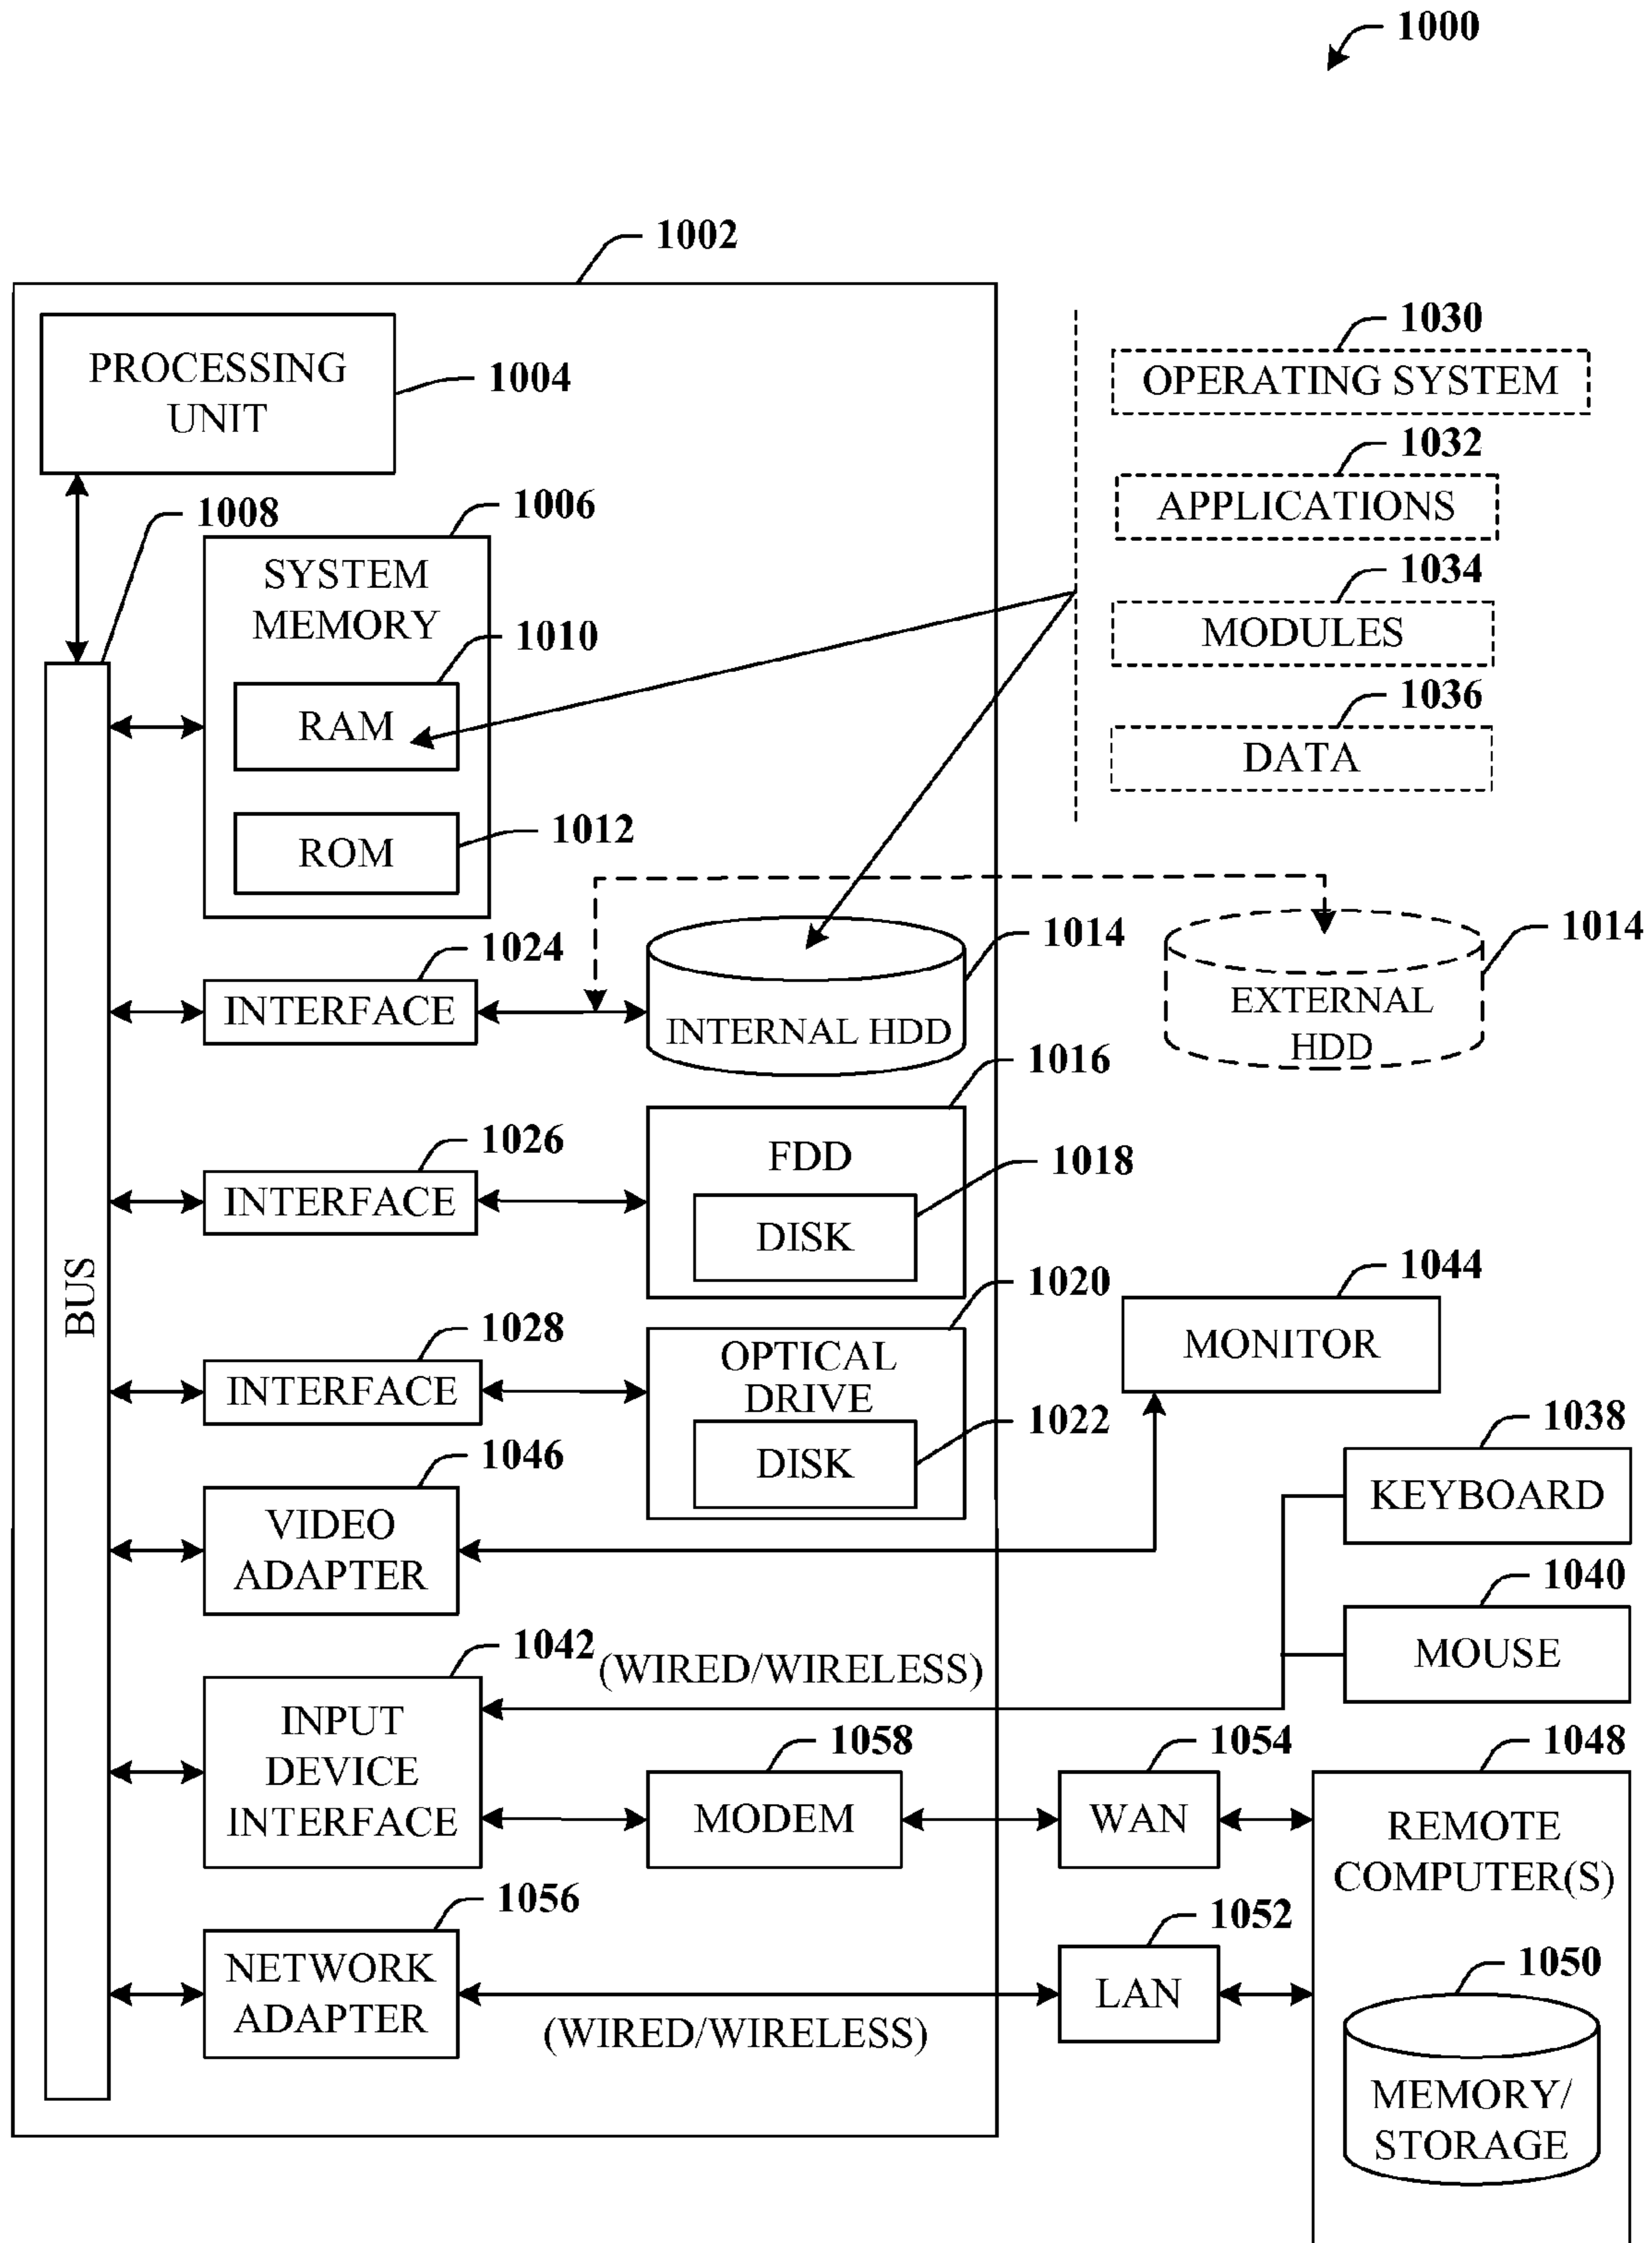 1000
1002
PROCESSING
UNIT
1004
1030
OPERATING SYSTEM
1032
APPLICATIONS
1034
MODULES
1036
DATA
1008
1006
SYSTEM
MEMORY
1010
RAM
1012
ROM
1024
INTERFACE
1014
INTERNAL HDD
1014
EXTERNAL
HDD
1016
1026
INTERFACE
FDD
1018
DISK
BUS
1020
1028
INTERFACE
OPTICAL
DRIVE
1022
DISK
1044
MONITOR
1046
VIDEO
ADAPTER
1038
KEYBOARD
1040
MOUSE
1042
(WIRED/WIRELESS)
INPUT
DEVICE
INTERFACE
1058
MODEM
1054
WAN
1048
REMOTE
COMPUTER(S)
1056
NETWORK
ADAPTER
(WIRED/WIRELESS)
1052
LAN
1050
MEMORY/
STORAGE